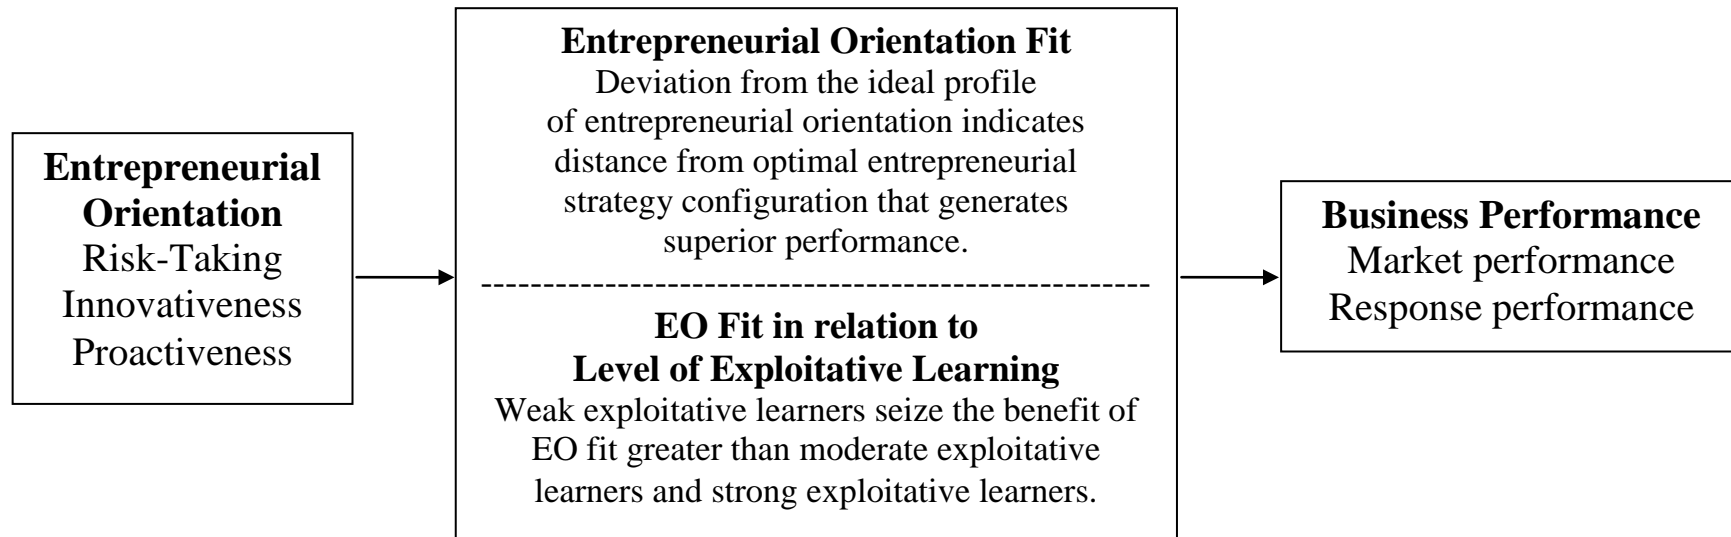 Entrepreneurial
Orientation
Risk-Taking
Innovativeness
Proactiveness
Entrepreneurial Orientation Fit
Deviation from the ideal profile
of entrepreneurial orientation indicates
distance from optimal entrepreneurial
strategy configuration that generates
superior performance.
EO Fit in relation to
Level of Exploitative Learning
Weak exploitative learners seize the benefit of
EO fit greater than moderate exploitative
learners and strong exploitative learners.
Business Performance
Market performance
Response performance